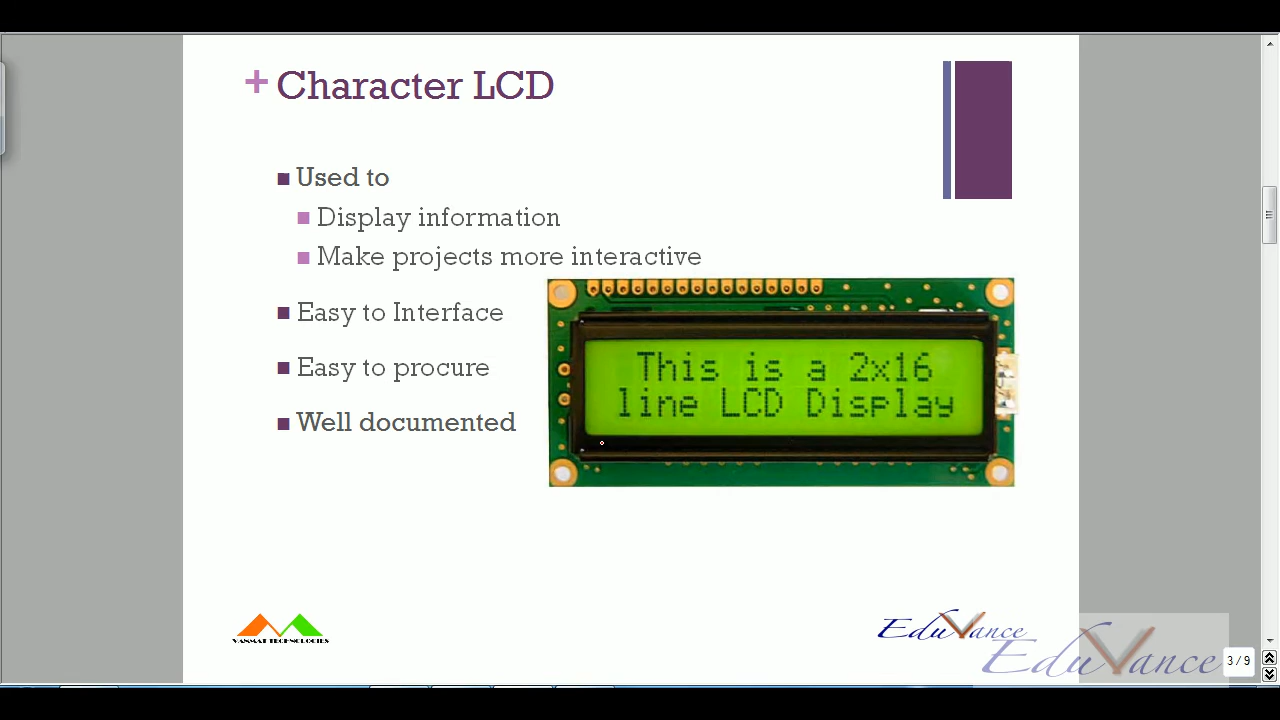 + Character LCD
Used to
Display information
Make projects more interactive
Easy to Interface
Easy to procure
Well documented
This is a 2x16
line LCD Display
TECHNOLOGIES
EduVance
EduVance
3/9